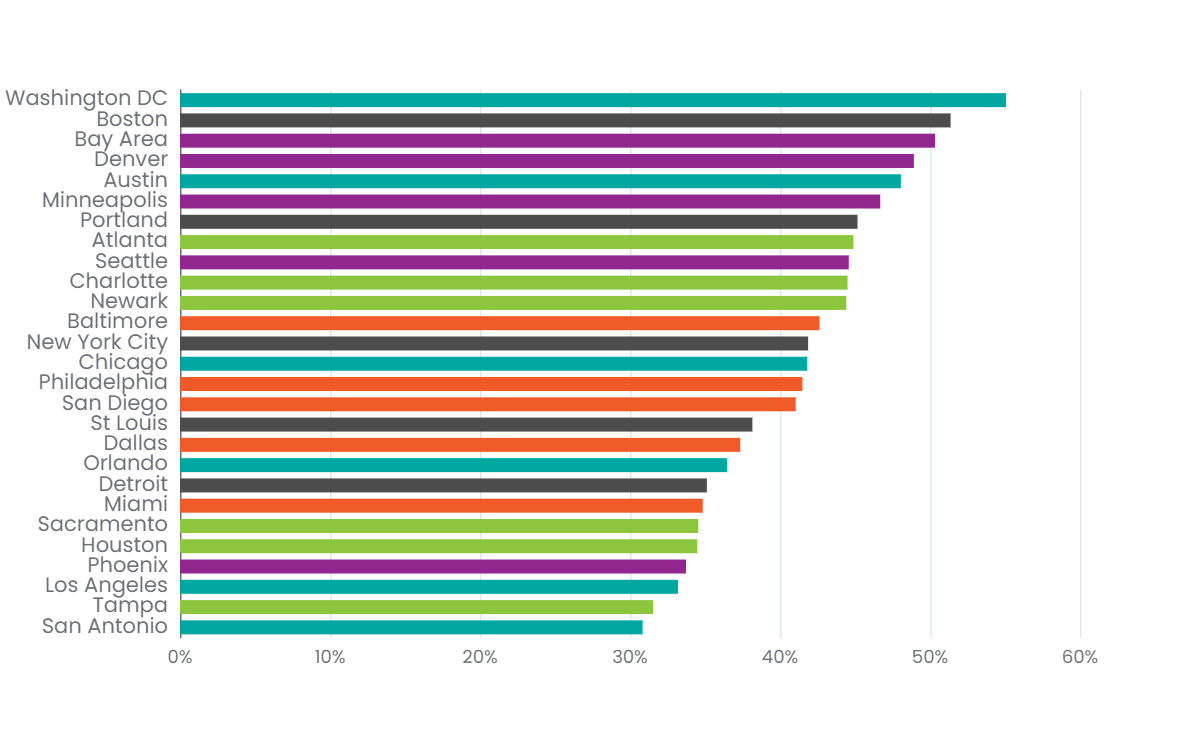 Washington DC
Boston
Bay Area
Denver
Austin
Minneapolis
Portland
Atlanta
Seattle
Charlotte
Newark
Baltimore
New York City
Chicago
Philadelphia
San Diego
St Louis
Dallas
Orlando
Detroit
Miami
Sacramento
Houston
Phoenix
Los Angeles
Tampa
San Antonio
0% 10% 20% 30% 40% 50% 60%